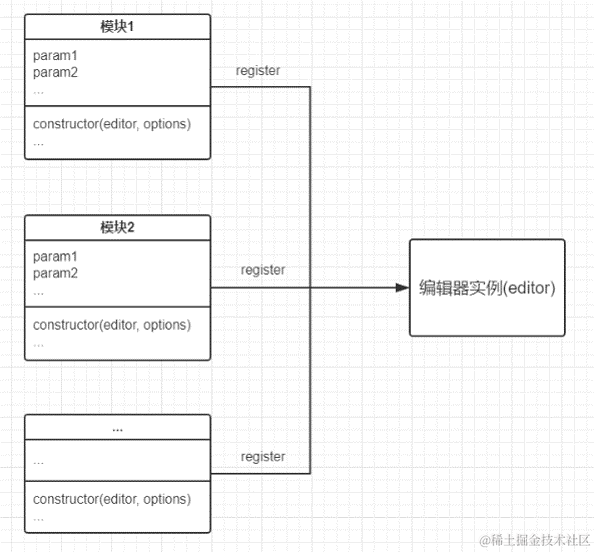 模块1
param1
param2
...
constructor(editor, options)
...
register
模块2
param1
param2
...
constructor(editor, options)
...
register
编辑器实例(editor)
...
...
constructor(editor, options)
...
register
@稀土掘金技术社区